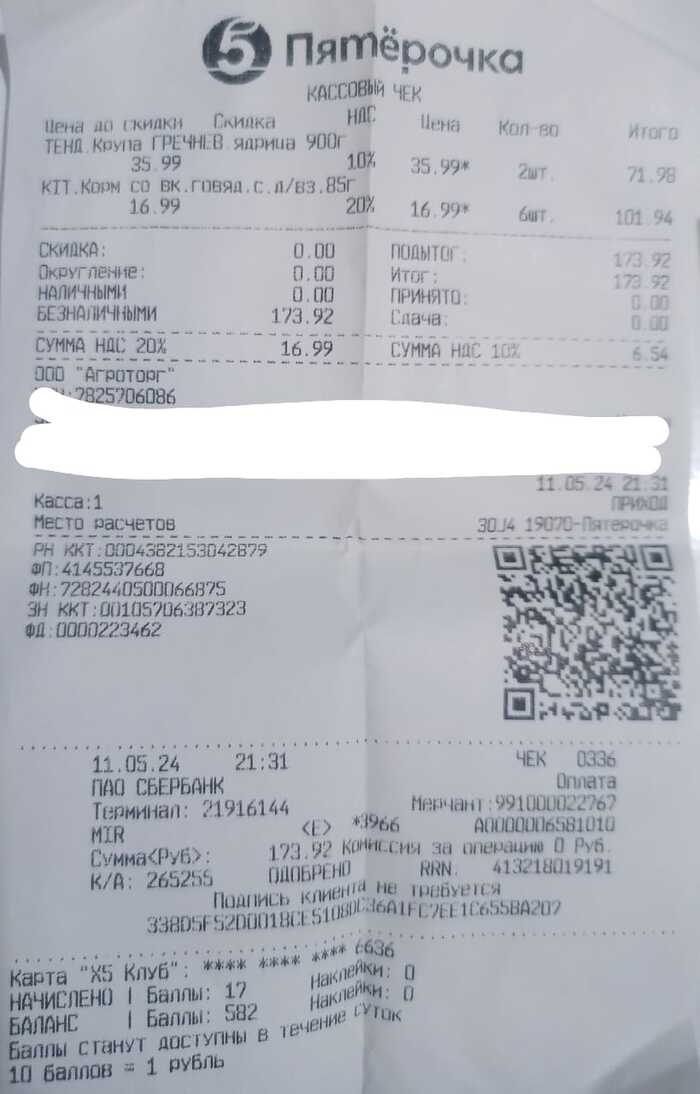 5 Пятёрочка
КАССОВЫЙ ЧЕК
Цена до скидки Скидка НДС Цена Кол-во Итого
ТЕНД.Крупа ГРЕЧНЕВ.ядрица 900г
35.99 10% 35.99* 2шт. 71.98
КТТ.Корм со вк.говяд.с.д/вз.85г
16.99 20% 16.99* 6шт. 101.94
СКИДКА: 0.00 ПОДЫТОГ: 173.92
Округление: 0.00 Итог: 173.92
НАЛИЧНЫМИ 0.00 ПРИНЯТО: 0.00
БЕЗНАЛИЧНЫМИ 173.92 Сдача: 0.00
СУММА НДС 20% 16.99 СУММА НДС 10% 6.54
ООО "Агроторг"
:7825706086
11.05.24 21:31
Касса:1 ПРИХОД
Место расчетов 30J4 19070-Пятерочка
РН ККТ:0004382153042879
ФП:4145537668
ФН:7282440500066875
ЗН ККТ:00105706387323
ФД:0000223462
11.05.24 21:31 ЧЕК 0336
ПАО СБЕРБАНК Оплата
Терминал: 21916144 Мерчант:991000022767
MIR <E> *3966 A0000006581010
Сумма<Руб>: 173.92 Комиссия за операцию 0 Руб.
К/А: 265255 ОДОБРЕНО RRN: 413218019191
Подпись клиента не требуется
338D5F52D0018CE5108DC36A1FC7EE1C655BA207
Карта "X5 Клуб": **** **** **** 6636
НАЧИСЛЕНО | Баллы: 17 Наклейки: 0
БАЛАНС | Баллы: 582 Наклейки: 0
Баллы станут доступны в течение суток
10 баллов = 1 рубль